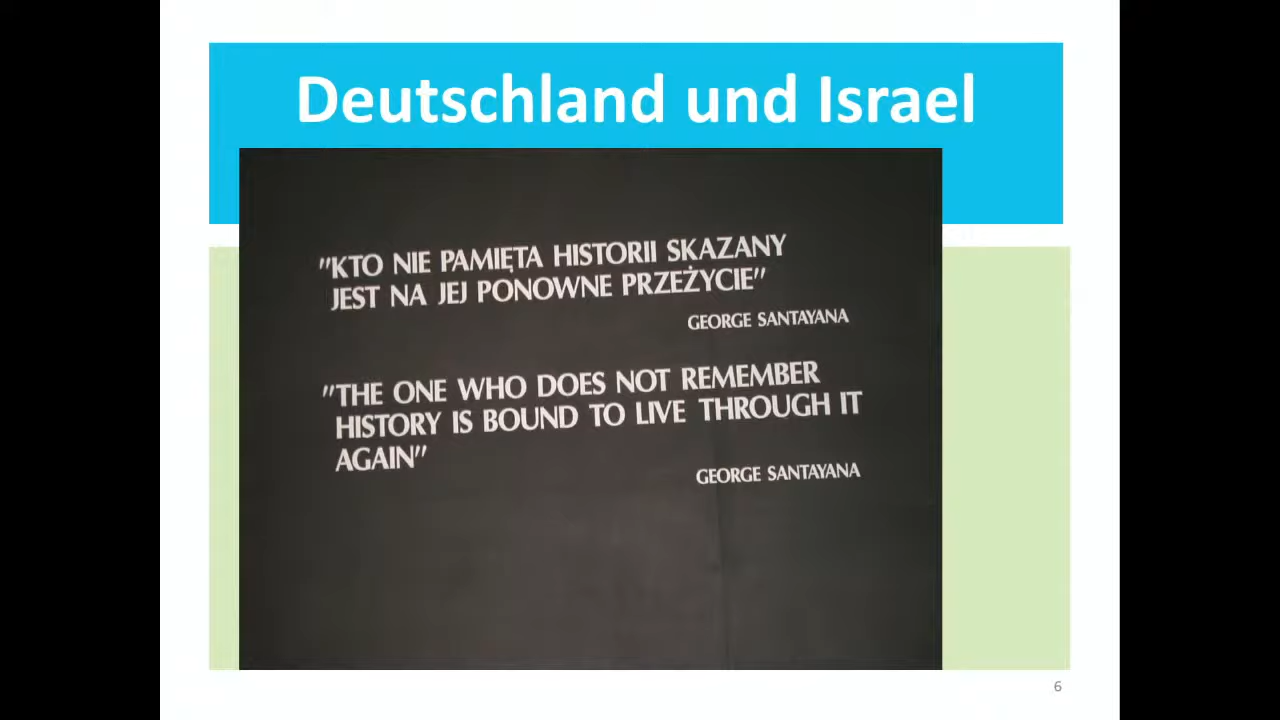 Deutschland und Israel
"KTO NIE PAMIĘTA HISTORII SKAZANY
JEST NA JEJ PONOWNE PRZEŻYCIE"
GEORGE SANTAYANA
"THE ONE WHO DOES NOT REMEMBER
HISTORY IS BOUND TO LIVE THROUGH IT
AGAIN"
GEORGE SANTAYANA
6